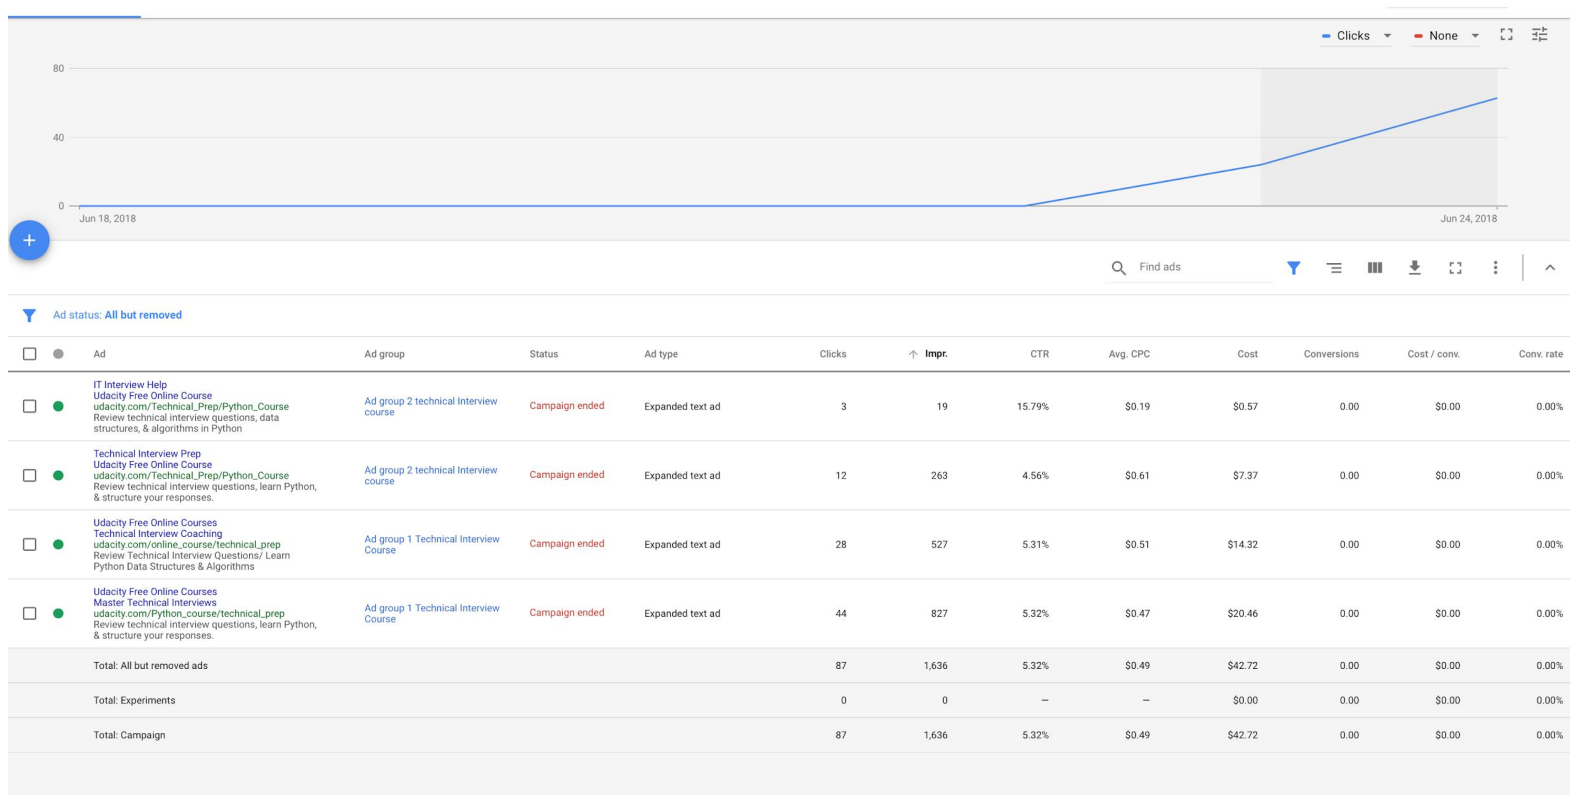 Clicks None
80
40
0
Jun 18, 2018 Jun 24, 2018
+
Find ads
Ad status: All but removed
Ad Ad group Status Ad type Clicks Impr. CTR Avg. CPC Cost Conversions Cost / conv. Conv. rate
IT Interview Help
Udacity Free Online Course
udacity.com/Technical_Prep/Python_Course
Review technical interview questions, data
structures, & algorithms in Python
Ad group 2 technical Interview
course
Campaign ended Expanded text ad 3 19 15.79% $0.19 $0.57 0.00 $0.00 0.00%
Technical Interview Prep
Udacity Free Online Course
udacity.com/Technical_Prep/Python_Course
Review technical interview questions, learn Python,
& structure your responses.
Ad group 2 technical Interview
course
Campaign ended Expanded text ad 12 263 4.56% $0.61 $7.37 0.00 $0.00 0.00%
Udacity Free Online Courses
Technical Interview Coaching
udacity.com/online_course/technical_prep
Review Technical Interview Questions/ Learn
Python Data Structures & Algorithms
Ad group 1 Technical Interview
Course
Campaign ended Expanded text ad 28 527 5.31% $0.51 $14.32 0.00 $0.00 0.00%
Udacity Free Online Courses
Master Technical Interviews
udacity.com/Python_course/technical_prep
Review technical interview questions, learn Python,
& structure your responses.
Ad group 1 Technical Interview
Course
Campaign ended Expanded text ad 44 827 5.32% $0.47 $20.46 0.00 $0.00 0.00%
Total: All but removed ads 87 1,636 5.32% $0.49 $42.72 0.00 $0.00 0.00%
Total: Experiments 0 0 – – $0.00 0.00 $0.00 0.00%
Total: Campaign 87 1,636 5.32% $0.49 $42.72 0.00 $0.00 0.00%